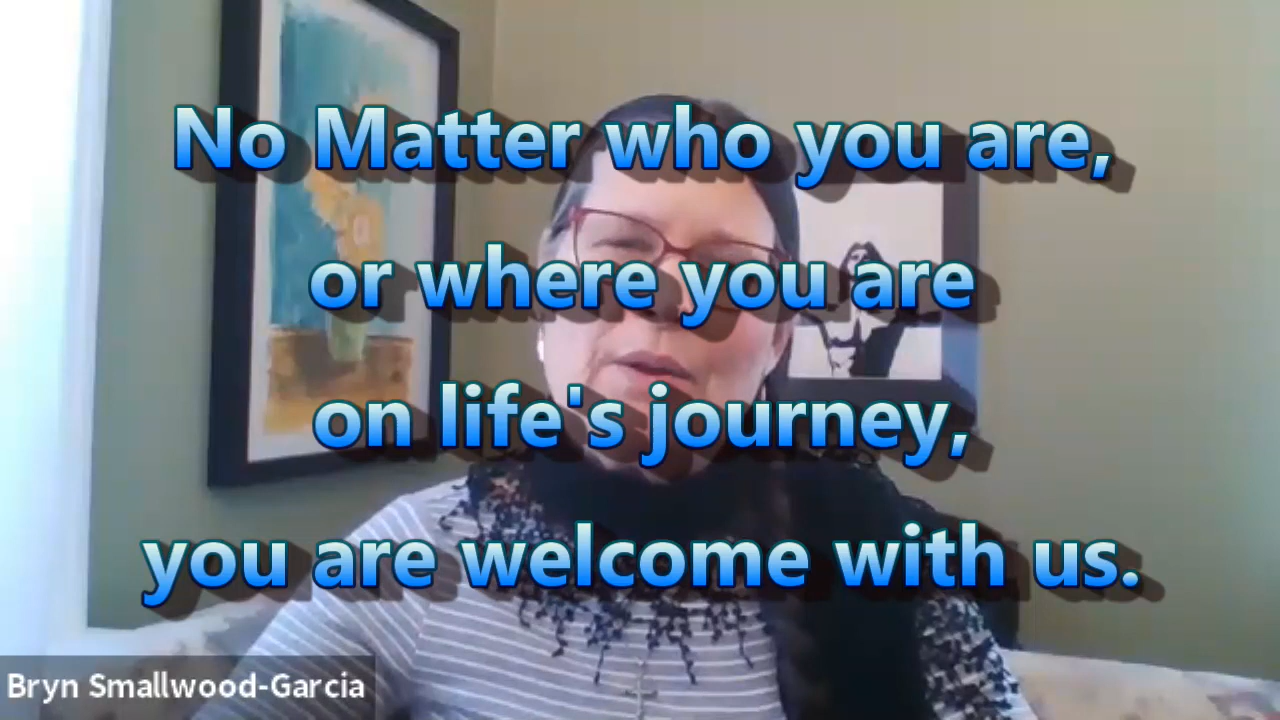 No Matter who you are,
or where you are
on life's journey,
you are welcome with us.
Bryn Smallwood-Garcia